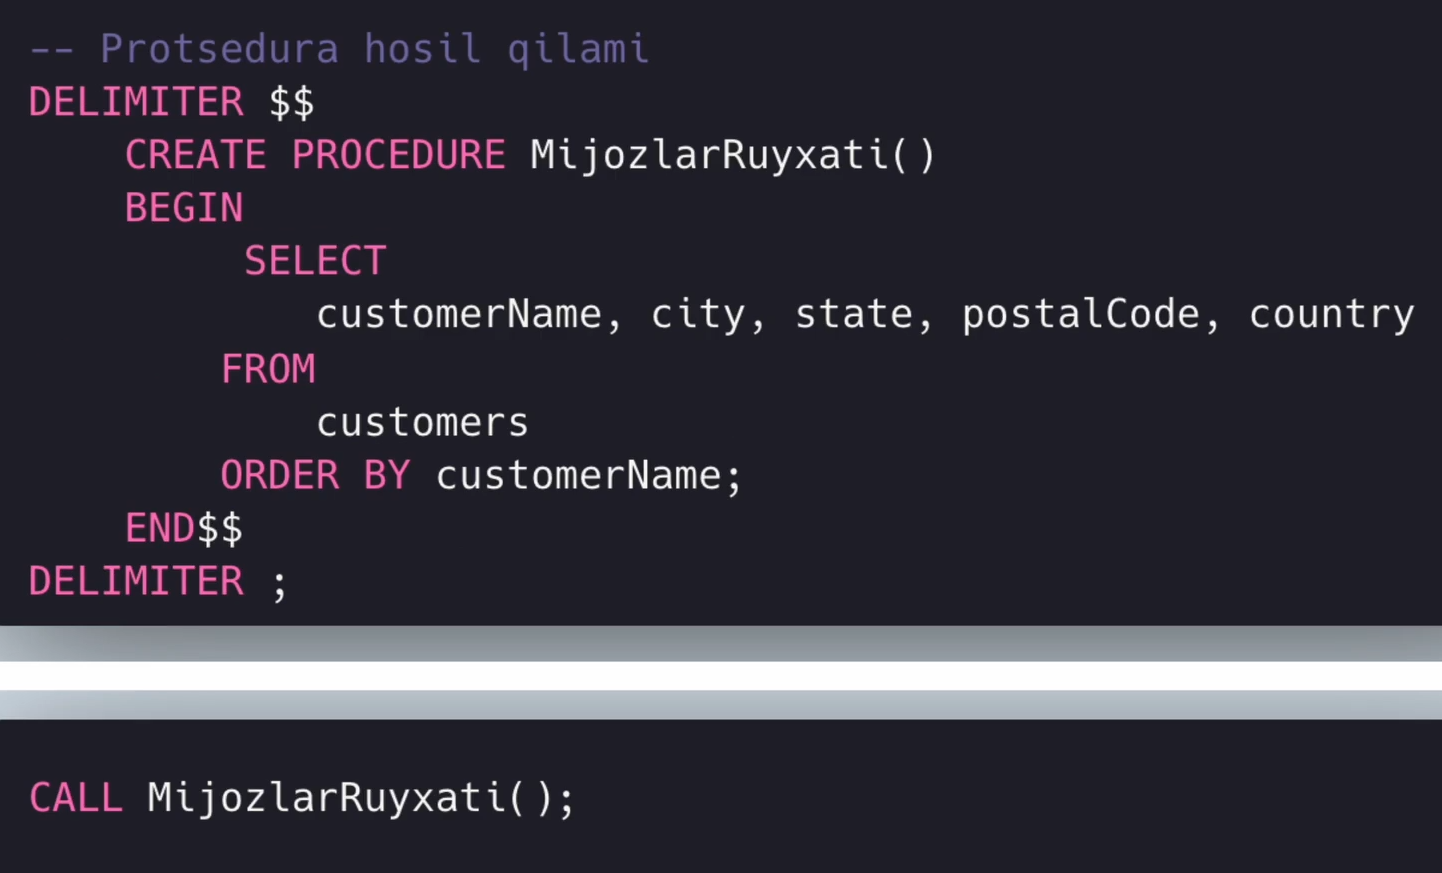 -- Protsedura hosil qilami
DELIMITER $$
CREATE PROCEDURE MijozlarRuyxati()
BEGIN
SELECT
customerName, city, state, postalCode, country
FROM
customers
ORDER BY customerName;
END$$
DELIMITER ;
CALL MijozlarRuyxati();